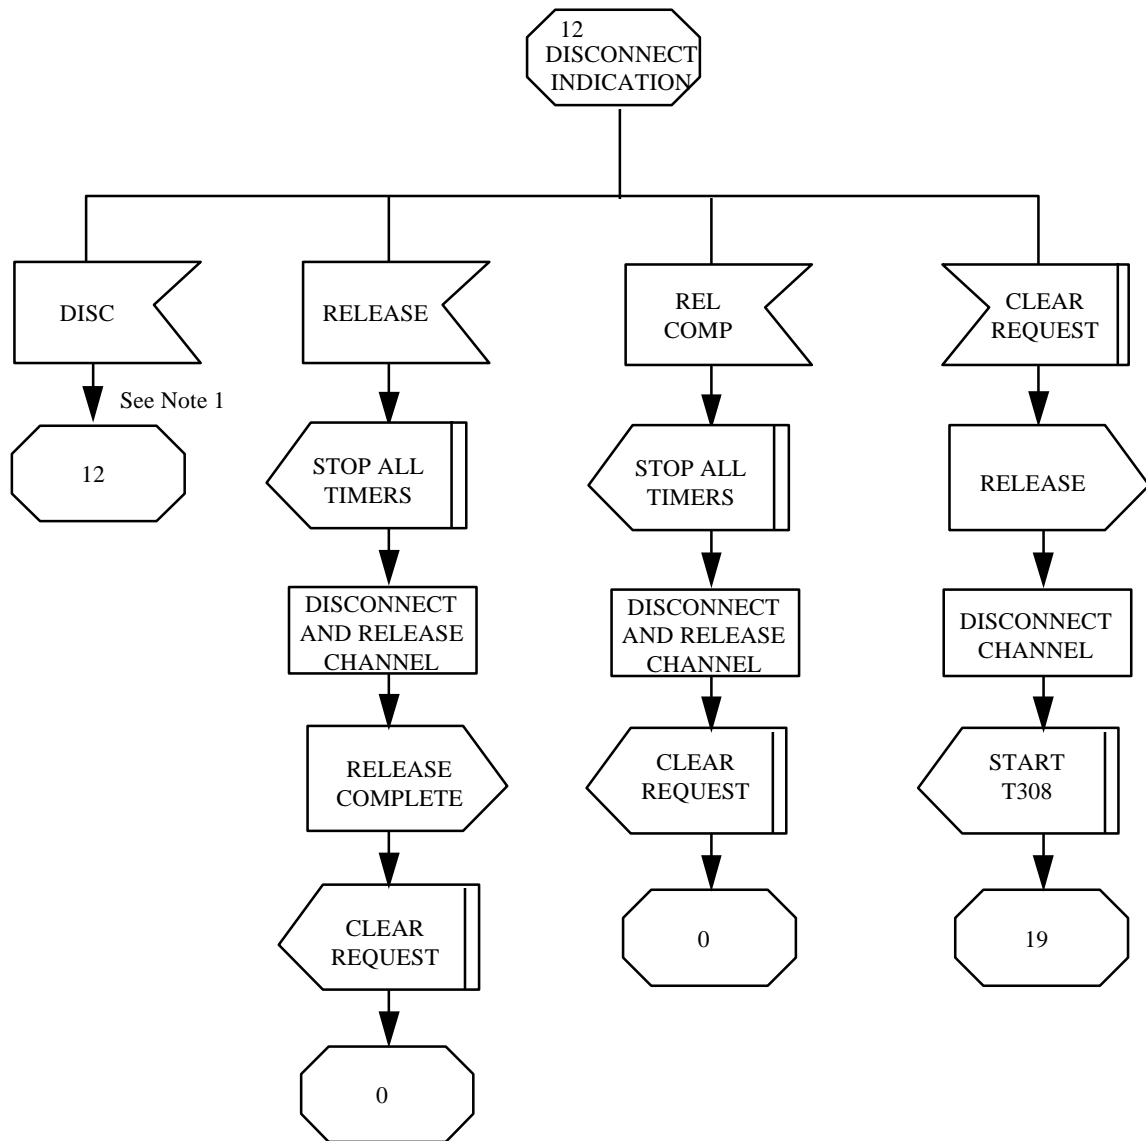 12
DISCONNECT
INDICATION
DISC
RELEASE
REL
COMP
CLEAR
REQUEST
See Note 1
12
STOP ALL
TIMERS
STOP ALL
TIMERS
RELEASE
DISCONNECT
AND RELEASE
CHANNEL
DISCONNECT
AND RELEASE
CHANNEL
DISCONNECT
CHANNEL
RELEASE
COMPLETE
CLEAR
REQUEST
START
T308
CLEAR
REQUEST
0
19
0